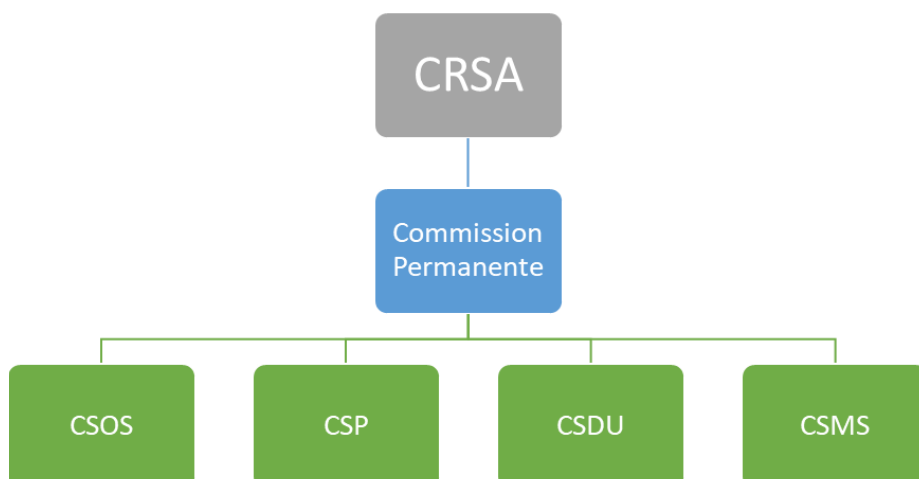 CRSA
Commission
Permanente
CSOS
CSP
CSDU
CSMS